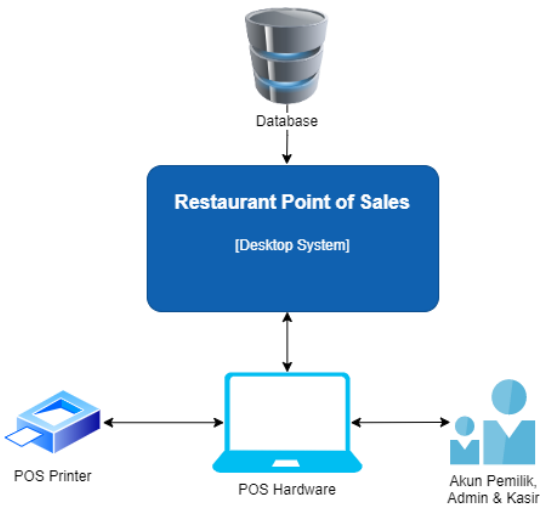 Database
Restaurant Point of Sales
[Desktop System]
POS Printer
POS Hardware
Akun Pemilik,
Admin & Kasir